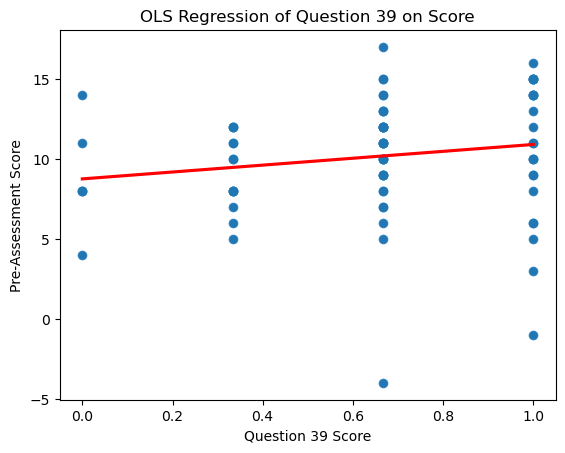 OLS Regression of Question 39 on Score
Pre-Assessment Score
15
10
5
0
−5
0.0 0.2 0.4 0.6 0.8 1.0
Question 39 Score